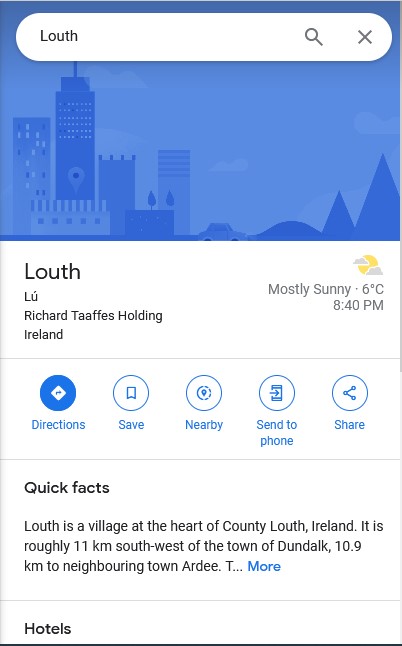 Louth
Louth
Lú
Richard Taaffes Holding
Ireland
Mostly Sunny · 6°C
8:40 PM
Directions
Save
Nearby
Send to
phone
Share
Quick facts
Louth is a village at the heart of County Louth, Ireland. It is
roughly 11 km south-west of the town of Dundalk, 10.9
km to neighbouring town Ardee. T... More
Hotels